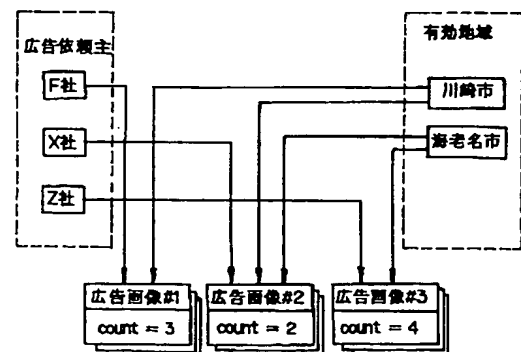 広告依頼主
F社
X社
Z社
有効地域
川崎市
海老名市
広告画像#1
count = 3
広告画像#2
count = 2
広告画像#3
count = 4